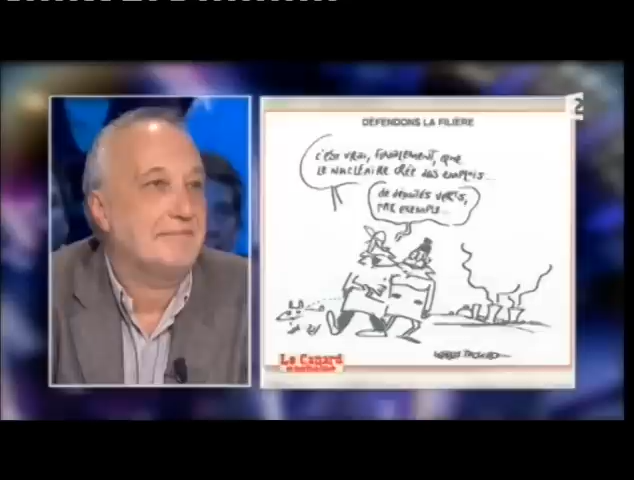 2
DÉFENDONS LA FILIÈRE
c'est vrai, finalement, que
le nucléaire crée des emplois...
de députés verts,
par exemple...
Le Canard
enchaîné